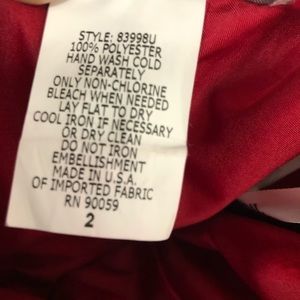 STYLE: 83998U
100% POLYESTER
HAND WASH COLD
SEPARATELY
ONLY NON-CHLORINE
BLEACH WHEN NEEDED
LAY FLAT TO DRY
COOL IRON IF NECESSARY
OR DRY CLEAN
DO NOT IRON
EMBELLISHMENT
MADE IN U.S.A.
OF IMPORTED FABRIC
RN 90059
2